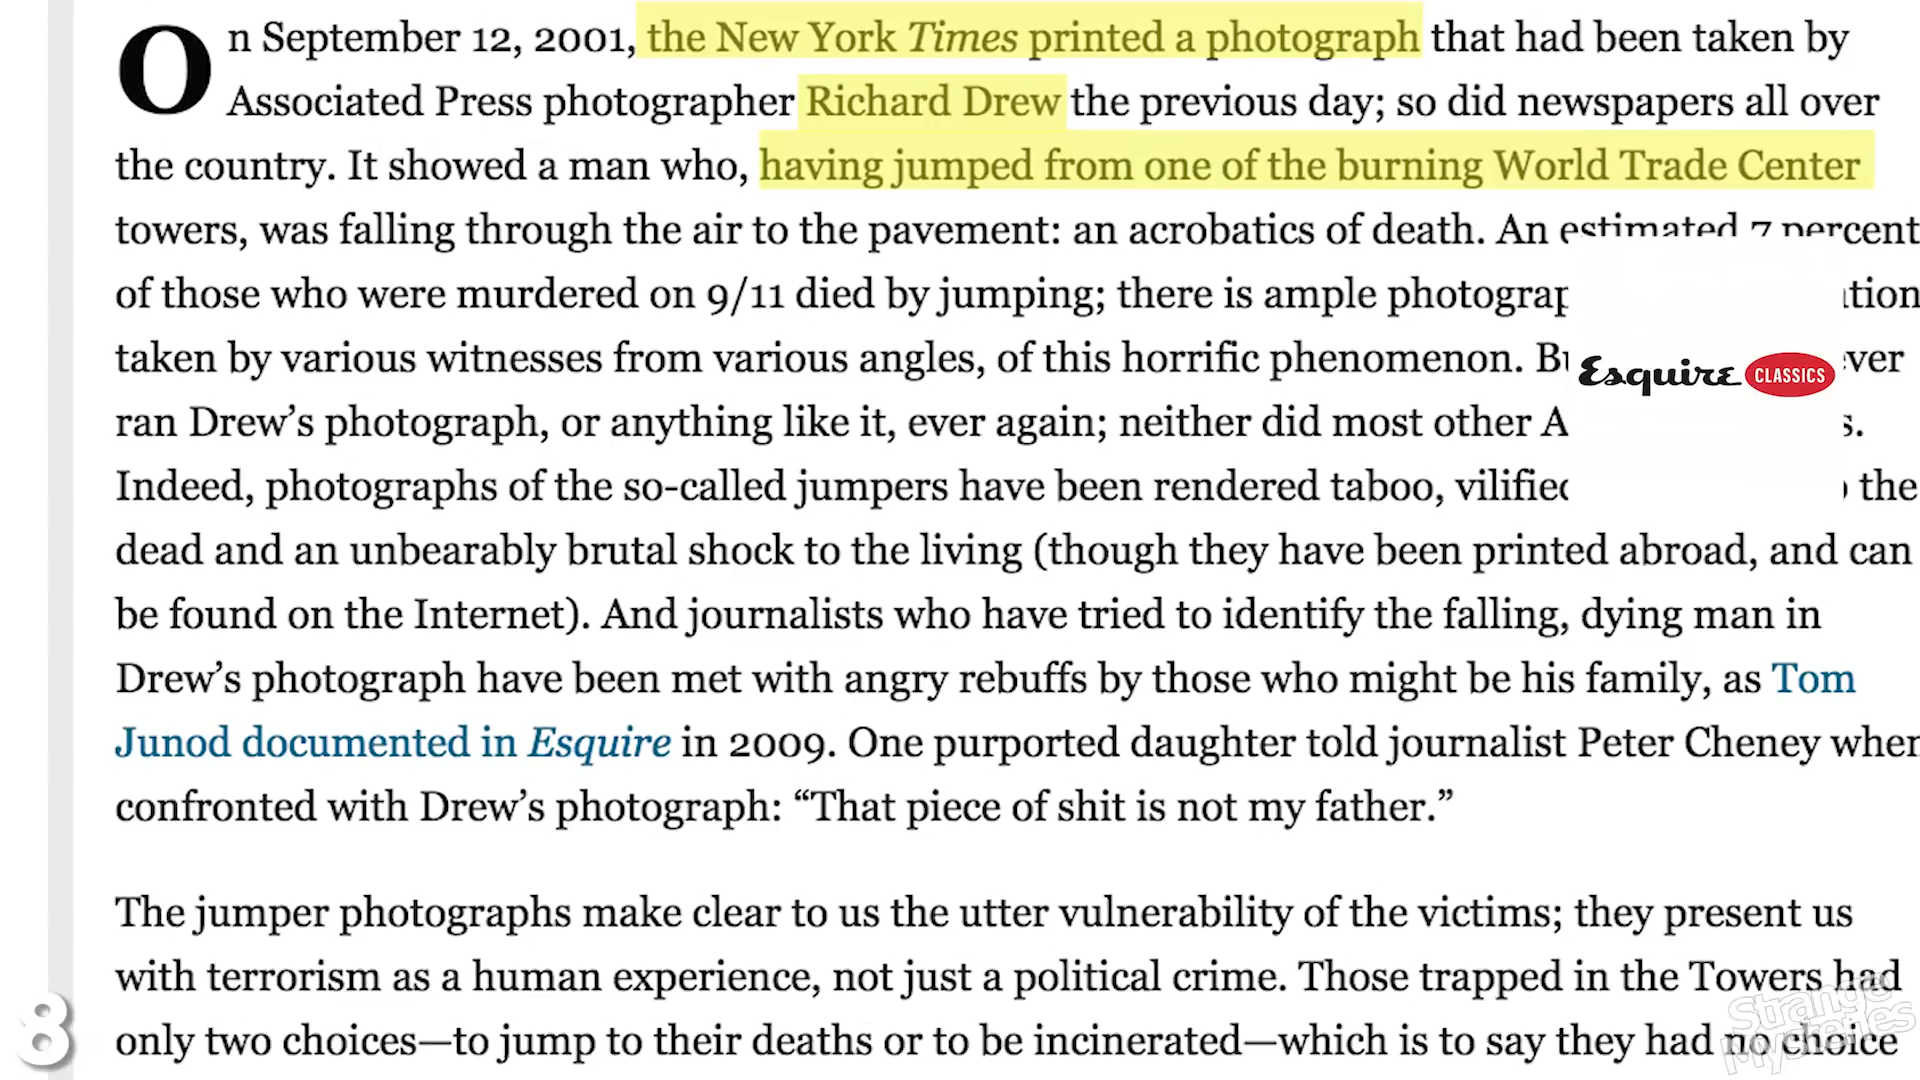 On September 12, 2001, the New York Times printed a photograph that had been taken by
Associated Press photographer Richard Drew the previous day; so did newspapers all over
the country. It showed a man who, having jumped from one of the burning World Trade Center
towers, was falling through the air to the pavement: an acrobatics of death. An estimated 7 percent
of those who were murdered on 9/11 died by jumping; there is ample
taken by various witnesses from various angles, of this horrific phenomenon.
Esquire CLASSICS
ran Drew’s photograph, or anything like it, ever again; neither did most other
Indeed, photographs of the so-called jumpers have been rendered taboo, the
dead and an unbearably brutal shock to the living (though they have been printed abroad, and can
be found on the Internet). And journalists who have tried to identify the falling, dying man in
Drew’s photograph have been met with angry rebuffs by those who might be his family, as Tom
Junod documented in Esquire in 2009. One purported daughter told journalist Peter Cheney when
confronted with Drew’s photograph: “That piece of shit is not my father.”
The jumper photographs make clear to us the utter vulnerability of the victims; they present us
with terrorism as a human experience, not just a political crime. Those trapped in the Towers had
only two choices—to jump to their deaths or to be incinerated—which is to say they had no choice
8
Strange
Mysteries